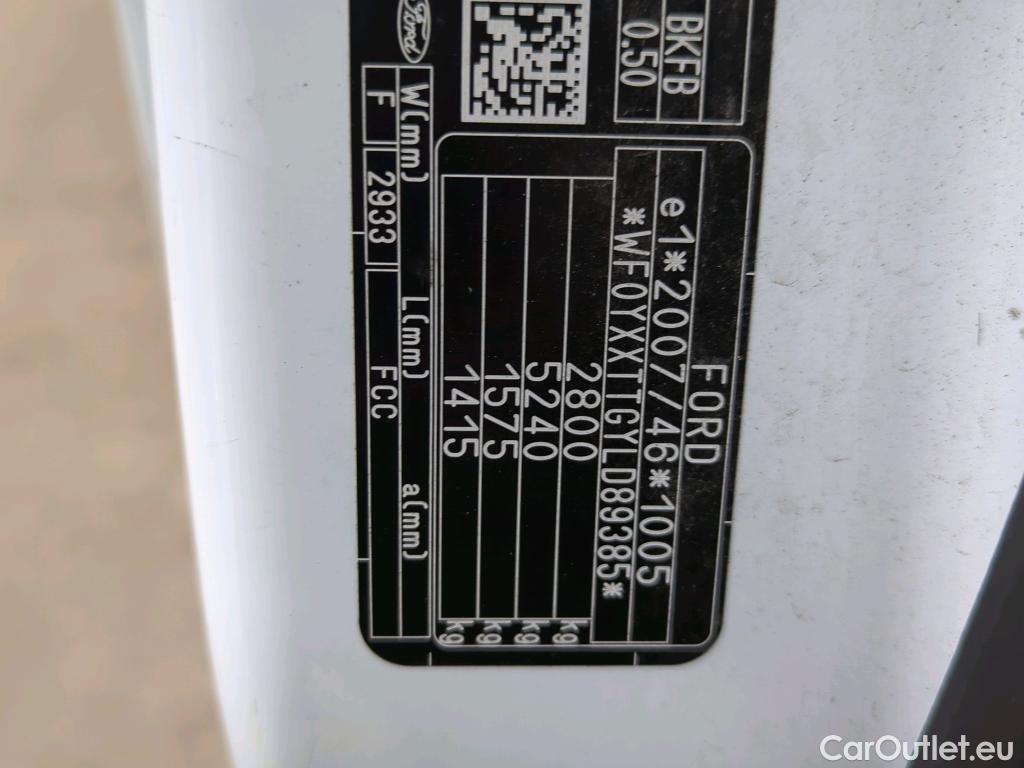 Ford
BKFB
0.50
FORD
e1*2007/46*1005
*WF0YXXTTGYLD89385*
2800 kg
5240 kg
1575 kg
1415 kg
W(mm) L(mm) a(mm)
F 2933 FCC
CarOutlet.eu